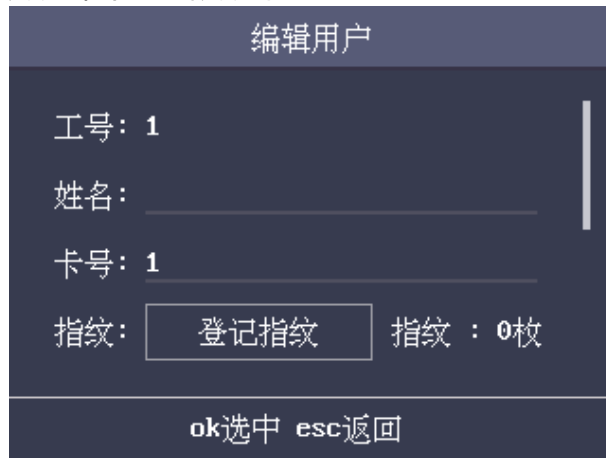 编辑用户
工号: 1
姓名:
卡号: 1
指纹: 登记指纹 指纹 : 0枚
ok选中 esc返回